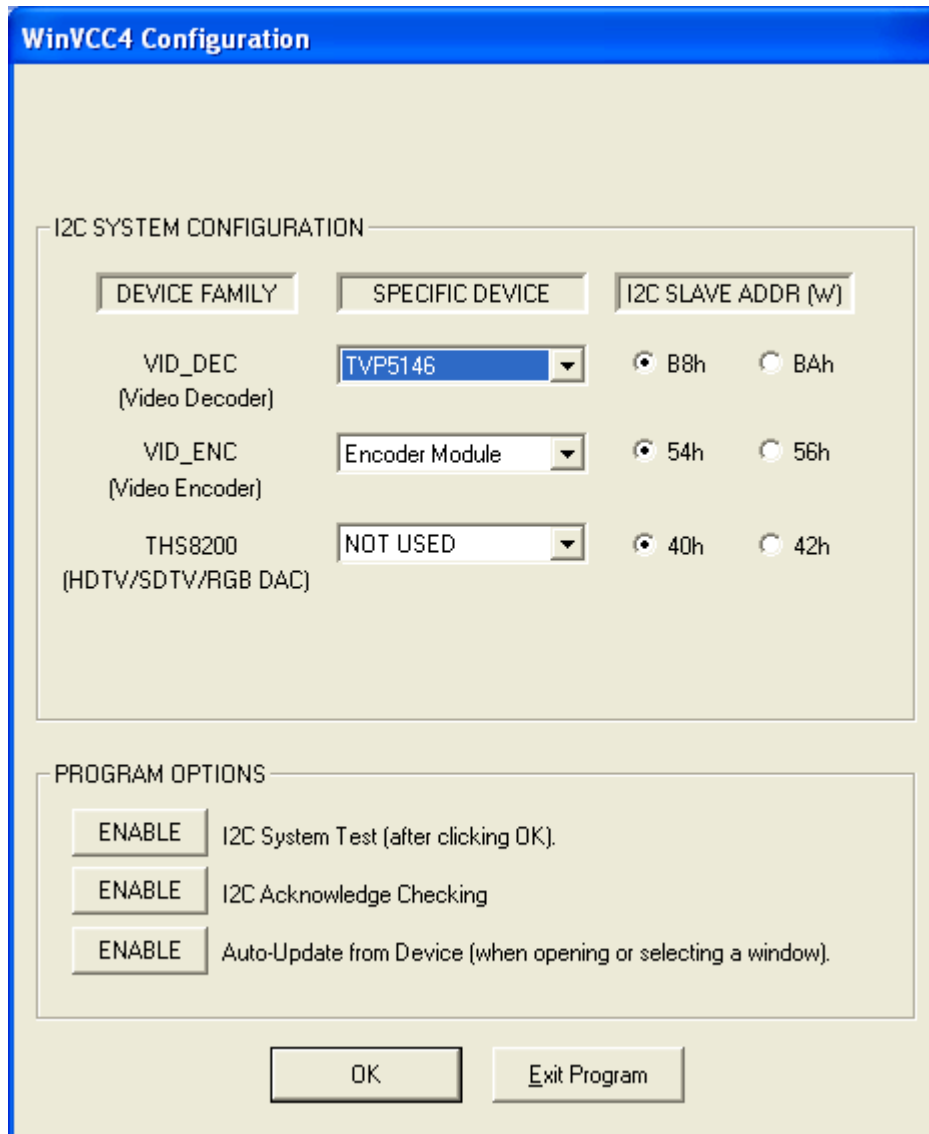 WinVCC4 Configuration
I2C SYSTEM CONFIGURATION
DEVICE FAMILY SPECIFIC DEVICE I2C SLAVE ADDR (W)
VID_DEC TVP5146 B8h BAh
(Video Decoder)
VID_ENC Encoder Module 54h 56h
(Video Encoder)
THS8200 NOT USED 40h 42h
(HDTV/SDTV/RGB DAC)
PROGRAM OPTIONS
ENABLE I2C System Test (after clicking OK).
ENABLE I2C Acknowledge Checking
ENABLE Auto-Update from Device (when opening or selecting a window).
OK Exit Program